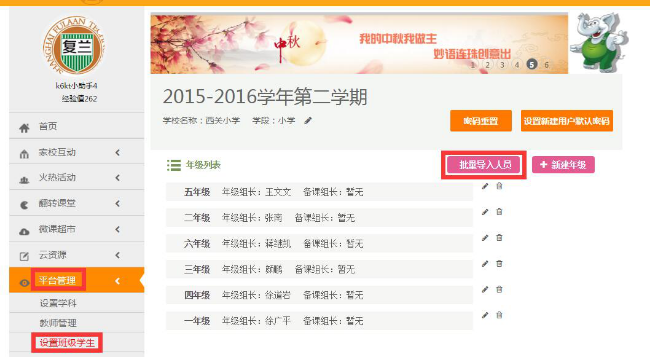 复兰
k6kt小助手4
经验值262
首页
家校互动
火热活动
翻转课堂
微课超市
云资源
平台管理
设置学科
教师管理
设置班级学生
中秋
我的中秋我做主
妙语连珠创意出
1 2 3 4 5 6
2015-2016学年第二学期
学校名称：西关小学 学段：小学
密码重置
设置新建用户默认密码
年级列表
批量导入人员
+ 新建年级
五年级 年级组长：王文文 备课组长：暂无
二年级 年级组长：张南 备课组长：暂无
六年级 年级组长：蒋继凯 备课组长：暂无
三年级 年级组长：颜鹏 备课组长：暂无
四年级 年级组长：徐道岩 备课组长：暂无
一年级 年级组长：徐广平 备课组长：暂无